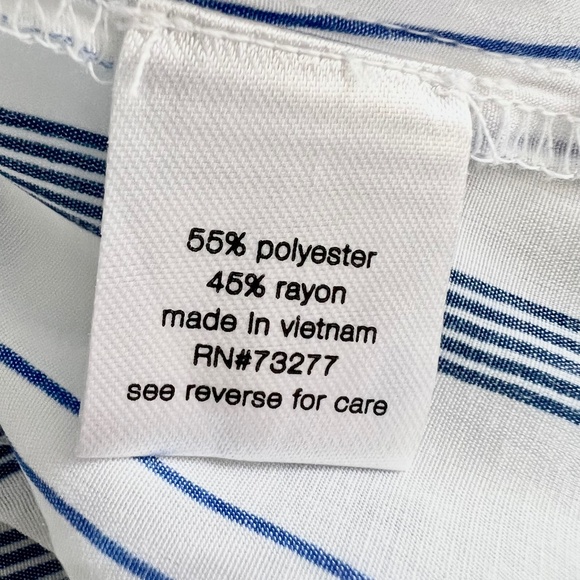 55% polyester
45% rayon
made in vietnam
RN#73277
see reverse for care